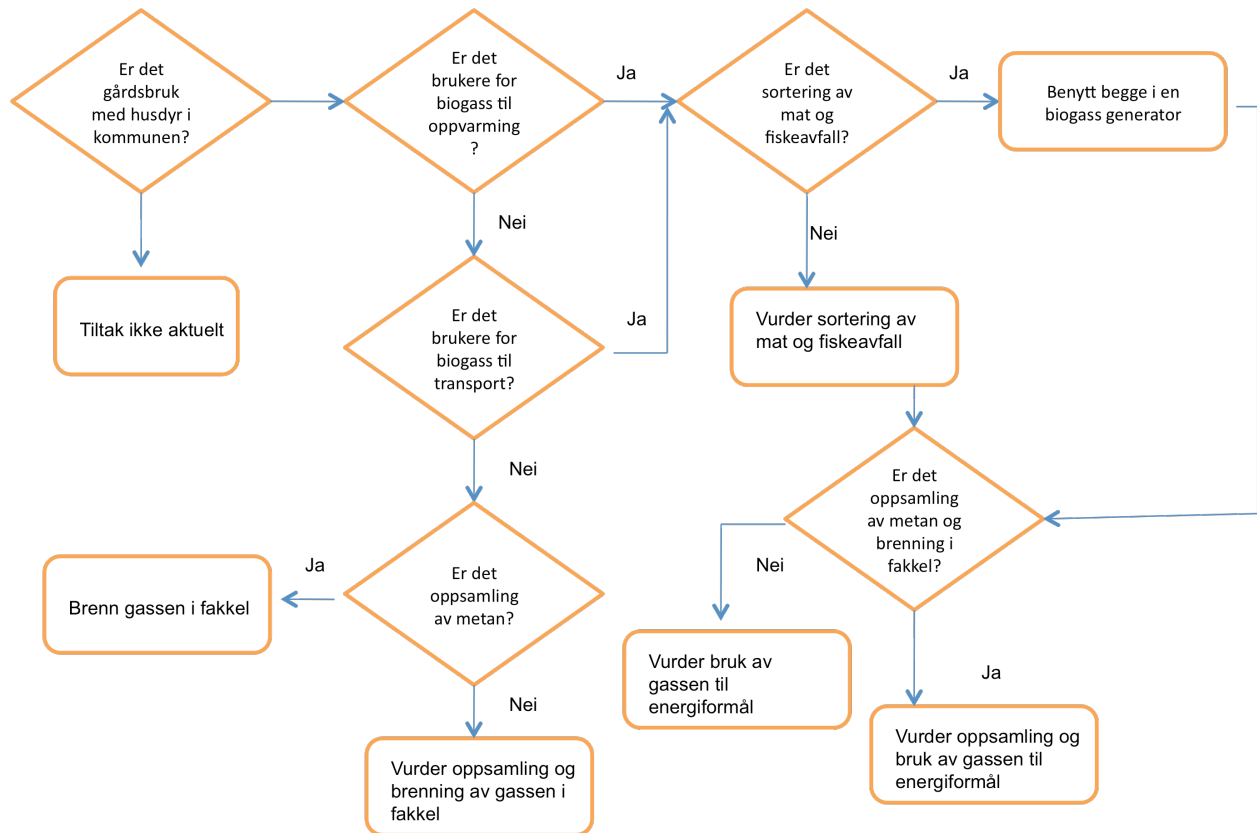 Er det
gårdsbruk
med husdyr i
kommunen?
Er det
brukere for
biogass til
oppvarming
?
Ja
Er det
sortering av
mat og
fiskeavfall?
Ja
Benytt begge i en
biogass generator
Nei
Nei
Tiltak ikke aktuelt
Er det
brukere for
biogass til
transport?
Ja
Vurder sortering av
mat og fiskeavfall
Nei
Er det
oppsamling
av metan og
brenning i
fakkel?
Ja
Brenn gassen i fakkel
Er det
oppsamling
av metan?
Nei
Vurder bruk av
gassen til
energiformål
Ja
Nei
Vurder oppsamling og
brenning av gassen i
fakkel
Vurder oppsamling og
bruk av gassen til
energiformål